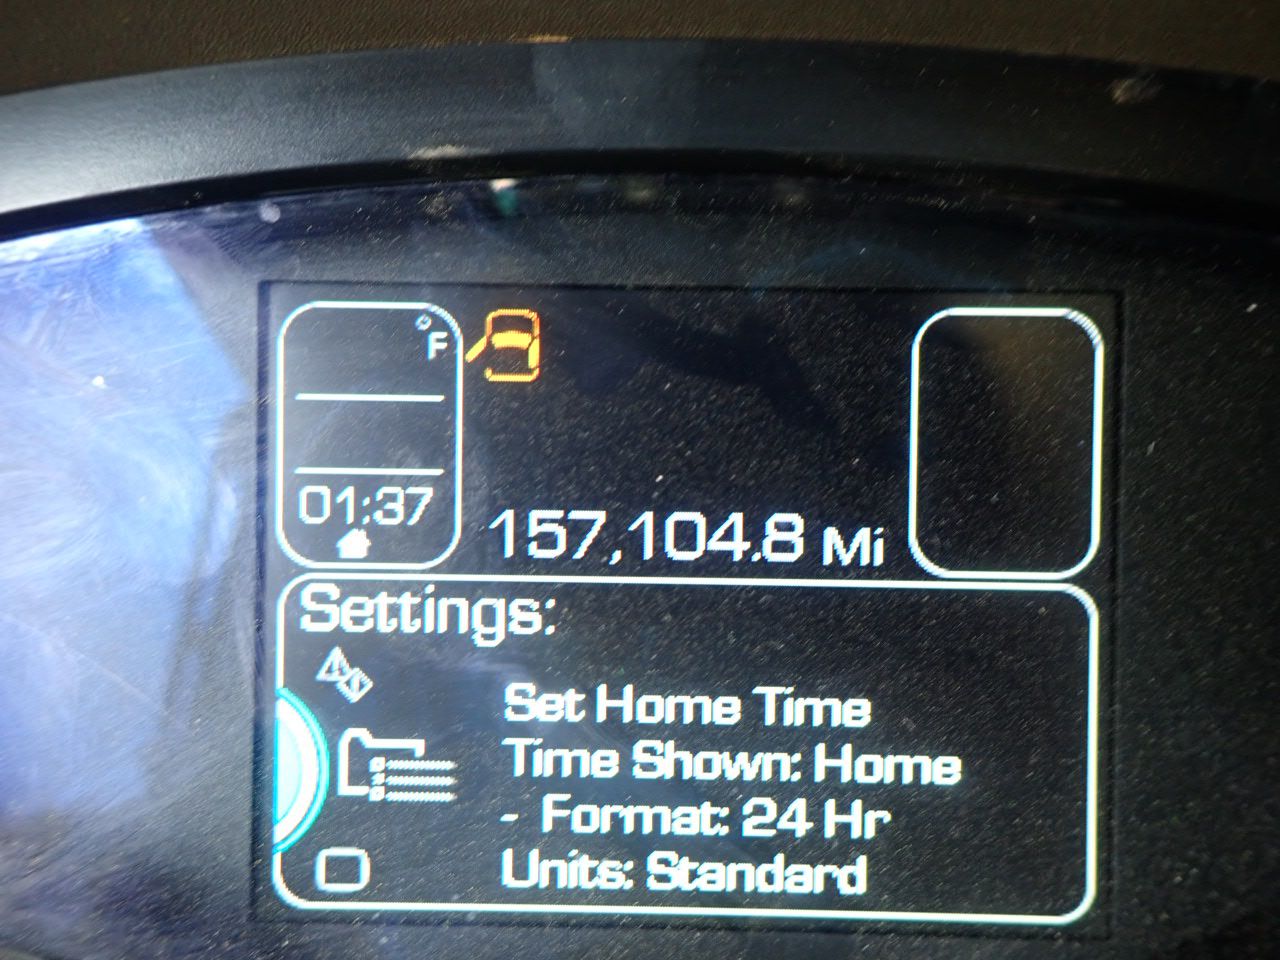 °F
01:37
157,104.8 Mi
Settings:
Set Home Time
Time Shown: Home
- Format: 24 Hr
Units: Standard